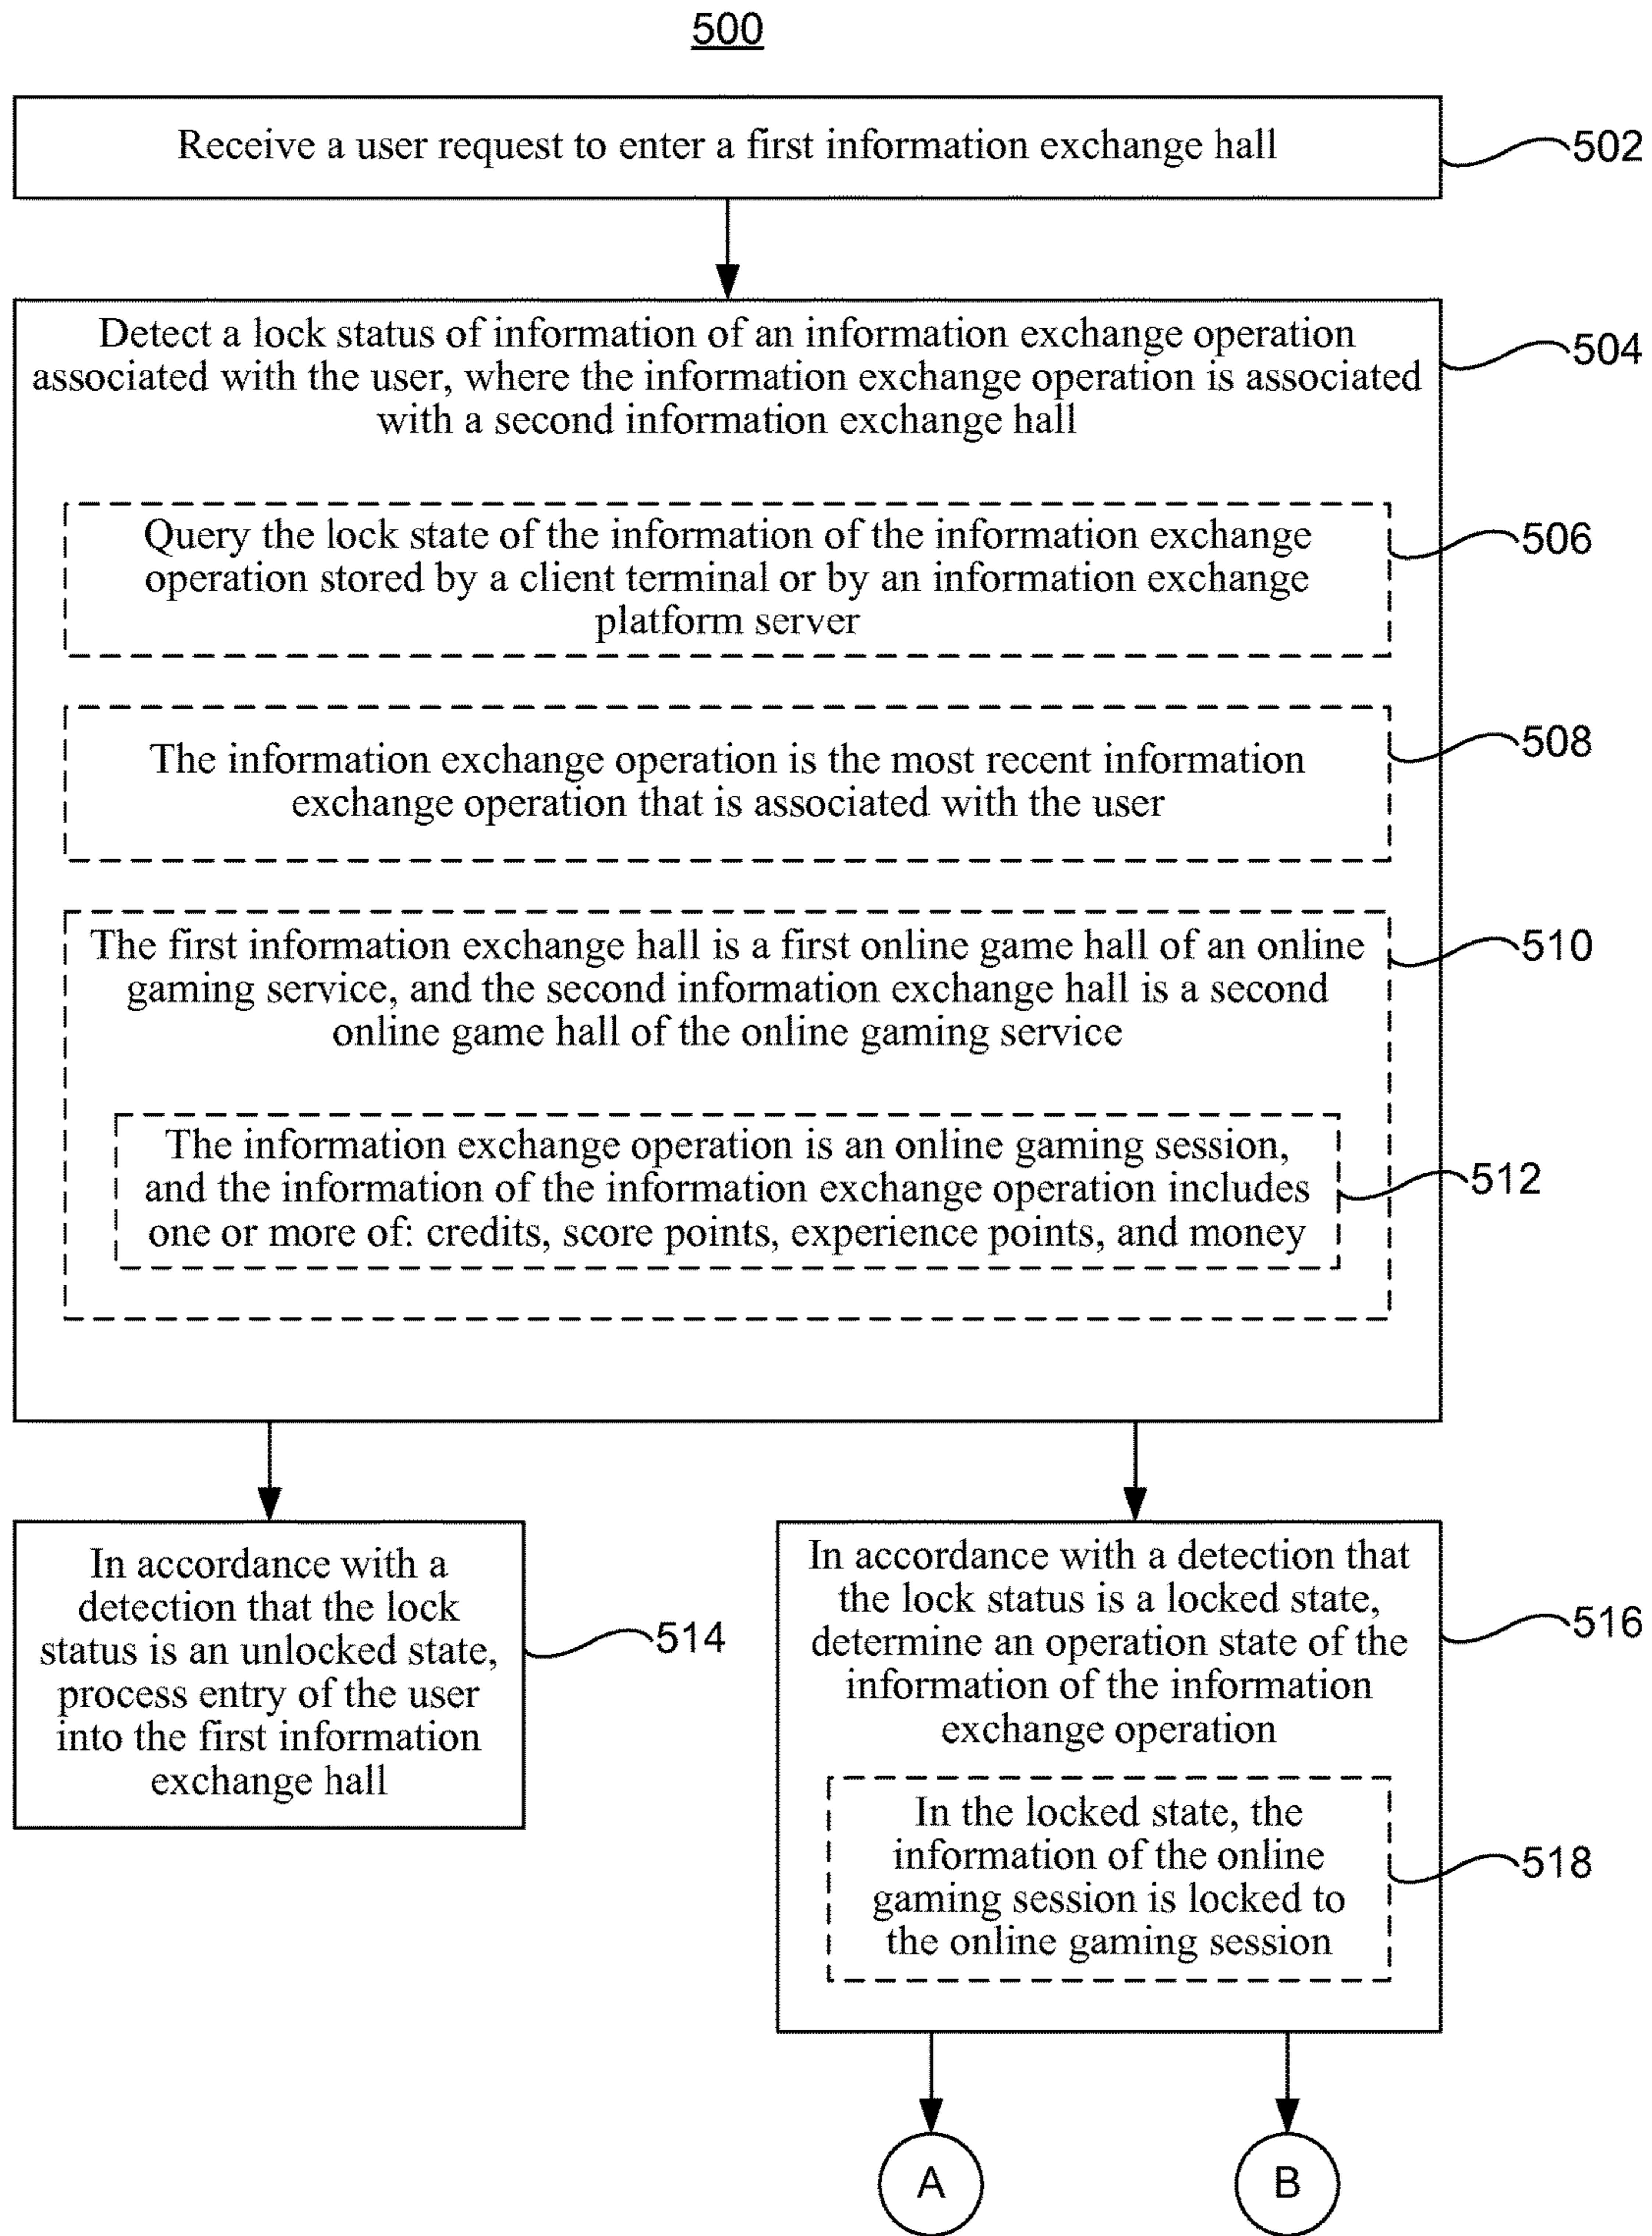 500
Receive a user request to enter a first information exchange hall
502
Detect a lock status of information of an information exchange operation
associated with the user, where the information exchange operation is associated
with a second information exchange hall
504
Query the lock state of the information of the information exchange
operation stored by a client terminal or by an information exchange
platform server
506
The information exchange operation is the most recent information
exchange operation that is associated with the user
508
The first information exchange hall is a first online game hall of an online
gaming service, and the second information exchange hall is a second
online game hall of the online gaming service
510
The information exchange operation is an online gaming session,
and the information of the information exchange operation includes
one or more of: credits, score points, experience points, and money
512
In accordance with a
detection that the lock
status is an unlocked state,
process entry of the user
into the first information
exchange hall
514
In accordance with a detection that
the lock status is a locked state,
determine an operation state of the
information of the information
exchange operation
516
In the locked state, the
information of the online
gaming session is locked to
the online gaming session
518
A
B